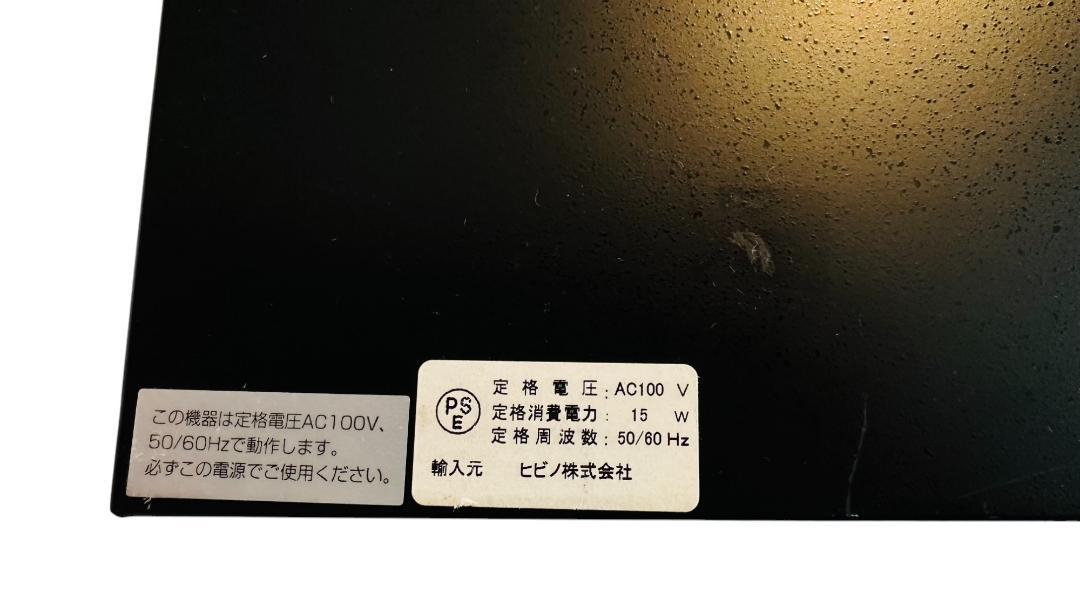 この機器は定格電圧AC100V、
50/60Hzで動作します。
必ずこの電源でご使用ください。
PS
E
定格電圧:AC100 V
定格消費電力: 15 W
定格周波数: 50/60 Hz
輸入元 ヒビノ株式会社